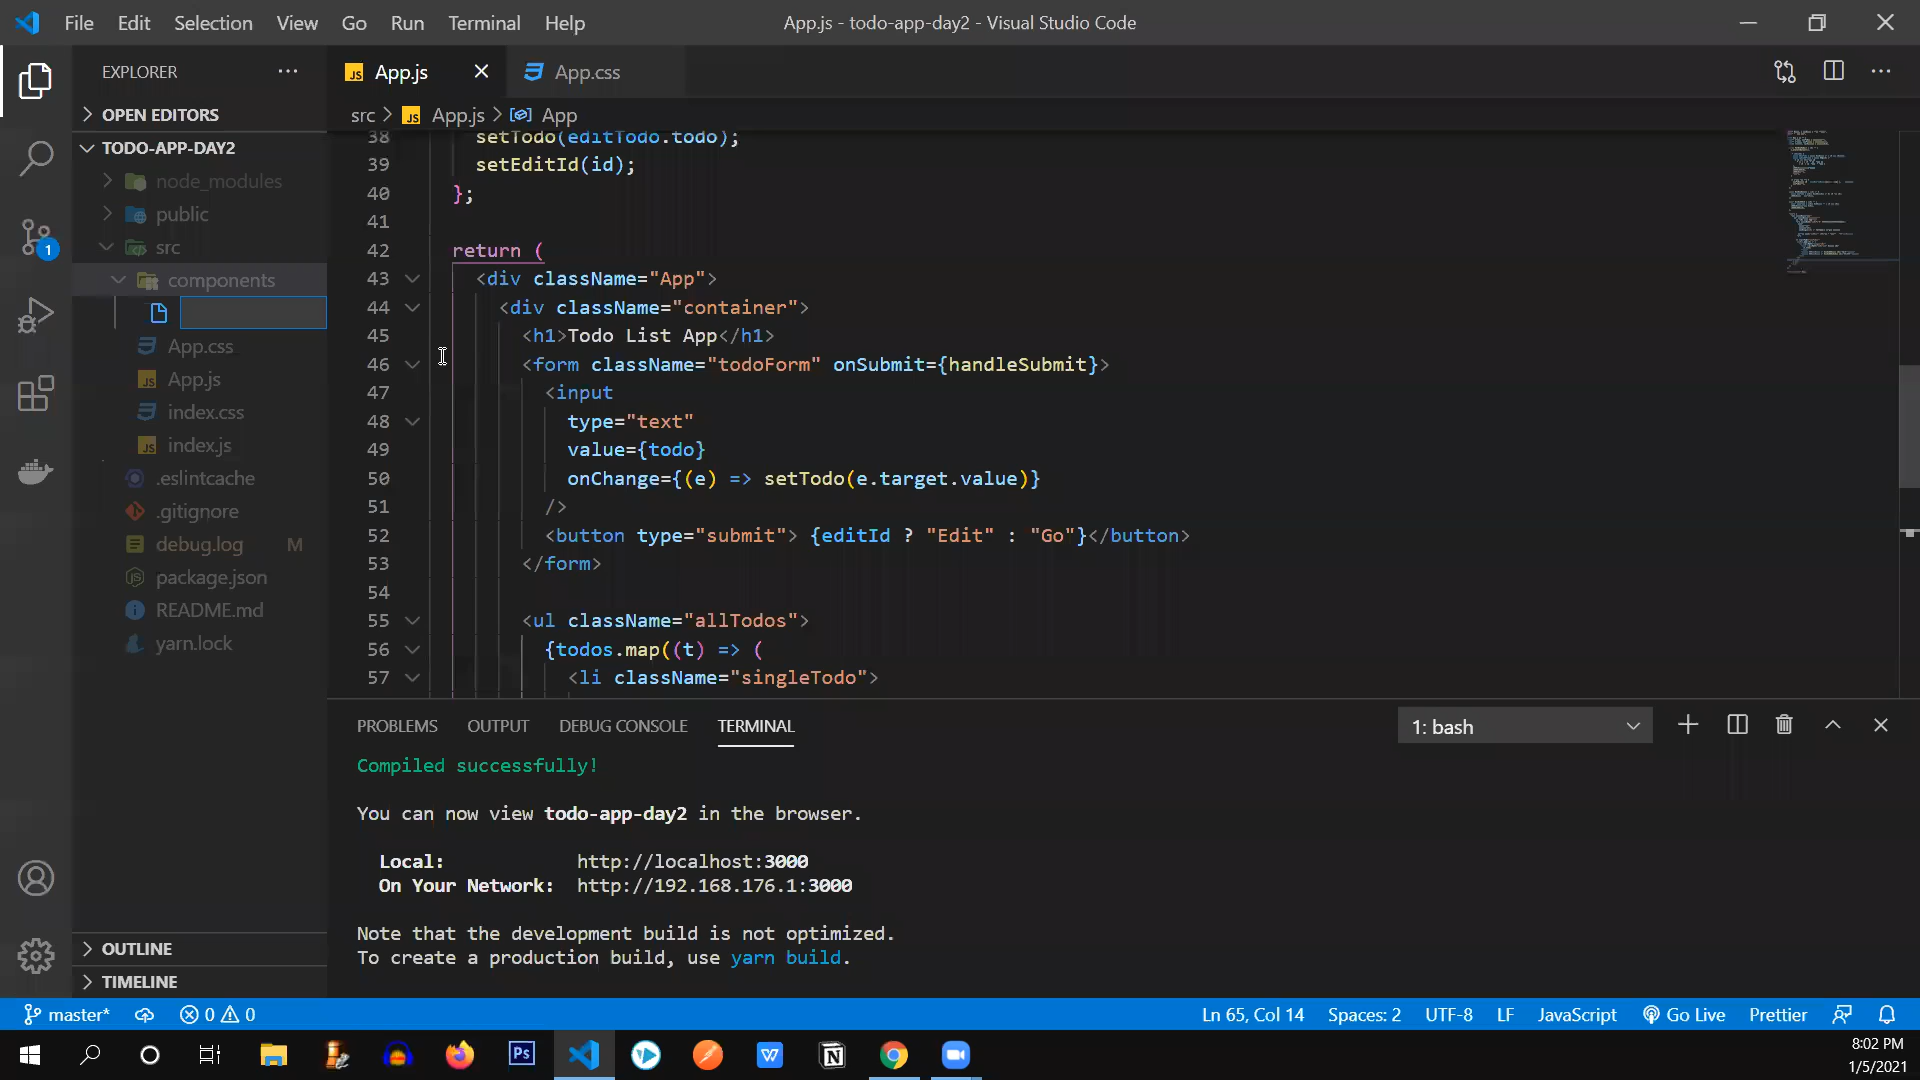 File Edit Selection View Go Run Terminal Help
App.js - todo-app-day2 - Visual Studio Code
EXPLORER
OPEN EDITORS
TODO-APP-DAY2
node_modules
public
src
components
App.css
JS App.js
index.css
JS index.js
.eslintcache
.gitignore
debug.log M
package.json
README.md
yarn.lock
OUTLINE
TIMELINE
1
JS App.js
App.css
src > JS App.js > App
38 setTodo(editTodo.todo);
39 setEditId(id);
40 };
41
42 return (
43 <div className="App">
44 <div className="container">
45 <h1>Todo List App</h1>
46 <form className="todoForm" onSubmit={handleSubmit}>
47 <input
48 type="text"
49 value={todo}
50 onChange={(e) => setTodo(e.target.value)}
51 />
52 <button type="submit"> {editId ? "Edit" : "Go"}</button>
53 </form>
54
55 <ul className="allTodos">
56 {todos.map((t) => (
57 <li className="singleTodo">
PROBLEMS OUTPUT DEBUG CONSOLE TERMINAL
1: bash
Compiled successfully!
You can now view todo-app-day2 in the browser.
Local: http://localhost:3000
On Your Network: http://192.168.176.1:3000
Note that the development build is not optimized.
To create a production build, use yarn build.
master* 0 0
Ln 65, Col 14 Spaces: 2 UTF-8 LF JavaScript Go Live Prettier
Ps
W
N
8:02 PM
1/5/2021